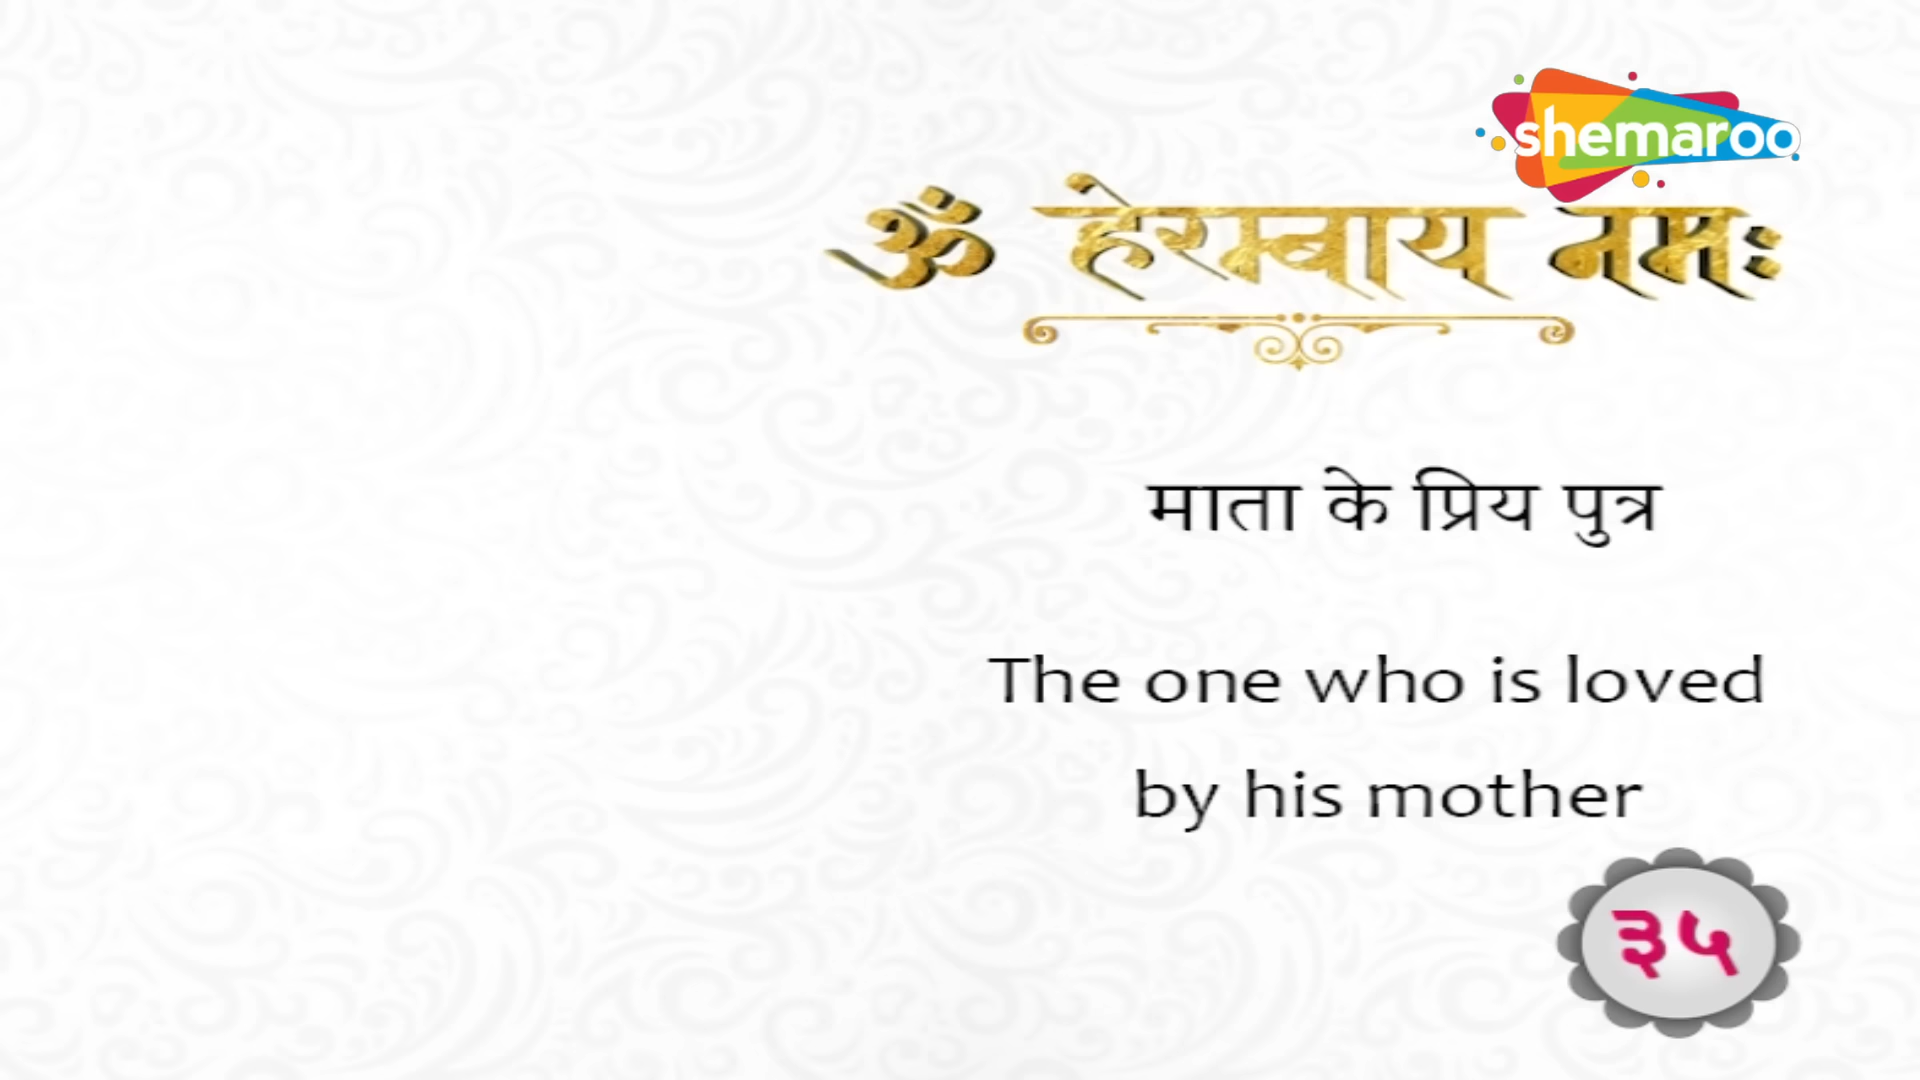 shemaroo
ॐ हेरम्बाय नमः
माता के प्रिय पुत्र
The one who is loved
by his mother
३५